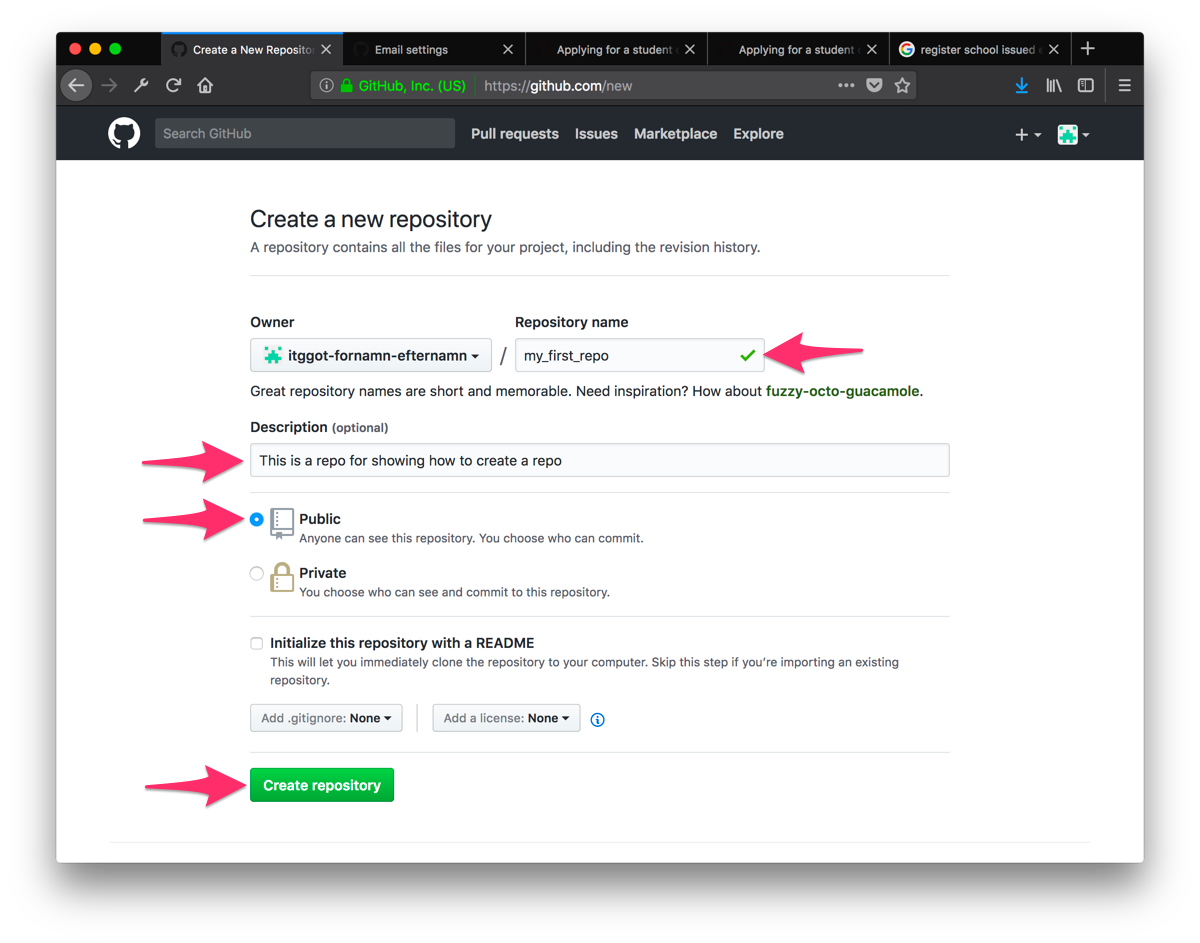 Create a New Reposito
Email settings
Applying for a student
Applying for a student
register school issued
GitHub, Inc. (US)
https://github.com/new
Search GitHub
Pull requests
Issues
Marketplace
Explore
Create a new repository
A repository contains all the files for your project, including the revision history.
Owner
Repository name
itggot-fornamn-efternamn
/
my_first_repo
Great repository names are short and memorable. Need inspiration? How about fuzzy-octo-guacamole.
Description (optional)
This is a repo for showing how to create a repo
Public
Anyone can see this repository. You choose who can commit.
Private
You choose who can see and commit to this repository.
Initialize this repository with a README
This will let you immediately clone the repository to your computer. Skip this step if you’re importing an existing
repository.
Add .gitignore: None
Add a license: None
Create repository